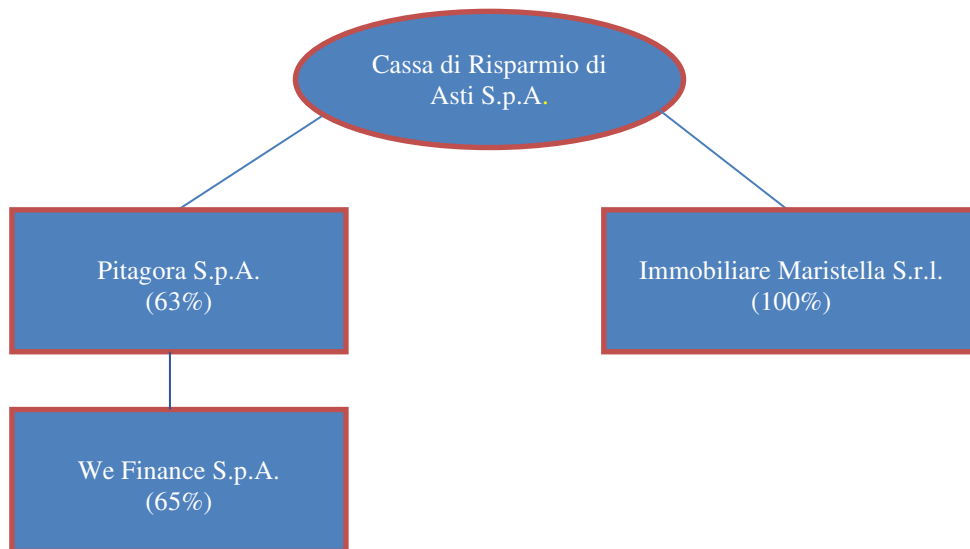 Cassa di Risparmio di
Asti S.p.A.
Pitagora S.p.A.
(63%)
Immobiliare Maristella S.r.l.
(100%)
We Finance S.p.A.
(65%)